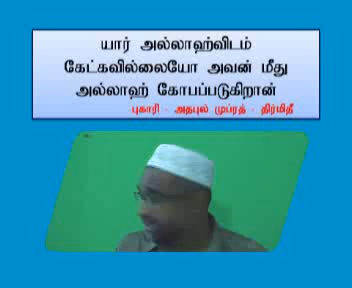 யார் அல்லாஹ்விடம்
கேட்கவில்லையோ அவன் மீது
அல்லாஹ் கோபப்படுகிறான்
புகாரி - அதபுல் முப்ரத் - திர்மிதீ